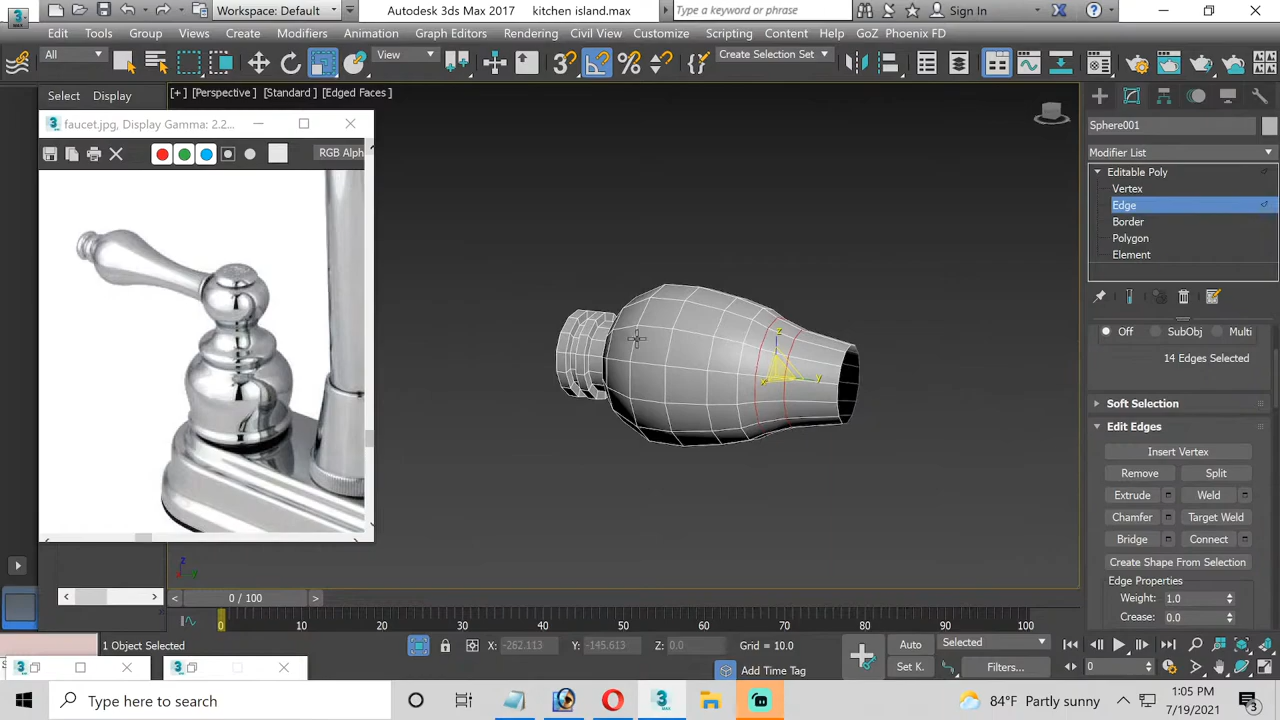 Workspace: Default
Autodesk 3ds Max 2017
kitchen island.max
Type a keyword or phrase
Sign In
Edit
Tools
Group
Views
Create
Modifiers
Animation
Graph Editors
Rendering
Civil View
Customize
Scripting
Content
GoZ
Phoenix FD
All
View
Create Selection Set
Select
Display
[+] [Perspective] [Standard] [Edged Faces]
faucet.jpg, Display Gamma: 2.2...
RGB Alph
z
y
x
z
y
Sphere001
Modifier List
Editable Poly
Vertex
Edge
Border
Polygon
Element
Off
SubObj
Multi
14 Edges Selected
Soft Selection
Edit Edges
Insert Vertex
Remove
Split
Extrude
Weld
Chamfer
Target Weld
Bridge
Connect
Create Shape From Selection
Edge Properties
Weight: 1.0
Crease: 0.0
0 / 100
0
10
20
30
40
50
60
70
80
90
100
1 Object Selected
X: -262.113
Y: -145.613
Z: 0.0
Grid = 10.0
Add Time Tag
Auto
Selected
Set K.
Filters...
0
Type here to search
84°F Partly sunny
1:05 PM
7/19/2021
3